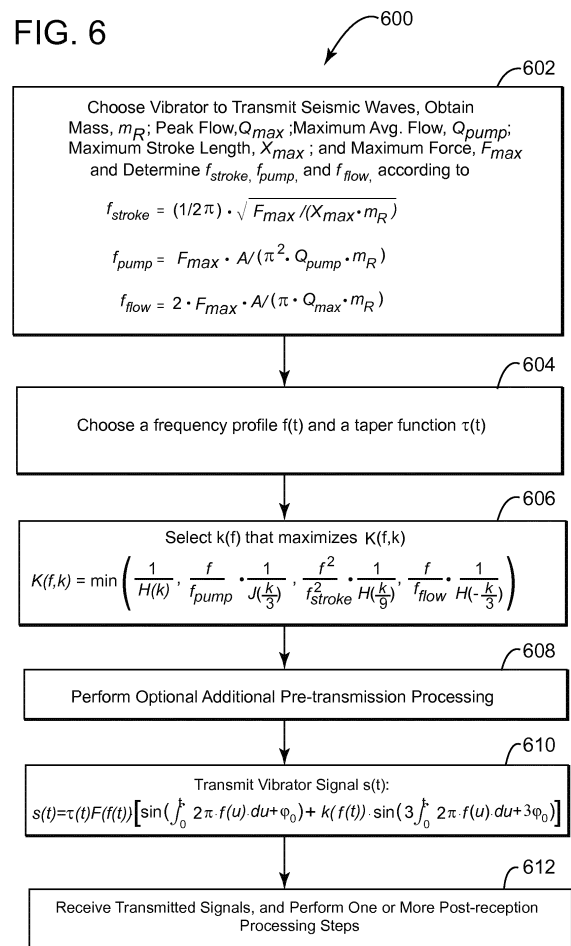 FIG. 6
600
602
Choose Vibrator to Transmit Seismic Waves, Obtain
Mass, m_R; Peak Flow,Q_max ;Maximum Avg. Flow, Q_pump;
Maximum Stroke Length, X_max ; and Maximum Force, F_max
and Determine f_stroke, f_pump, and f_flow, according to
f_stroke = (1/2π) • √F_max /(X_max•m_R)
f_pump = F_max • A/(π²• Q_pump•m_R)
f_flow = 2 • F_max • A/(π• Q_max•m_R)
604
Choose a frequency profile f(t) and a taper function τ(t)
606
Select k(f) that maximizes K(f,k)
K(f,k) = min( 1/H(k) , f/f_pump • 1/J(k/3) , f²/f²_stroke • 1/H(k/9) , f/f_flow • 1/H(-k/3) )
608
Perform Optional Additional Pre-transmission Processing
610
Transmit Vibrator Signal s(t):
s(t)=τ(t)F(f(t))[sin(∫₀ᵗ 2π·f(u)·du+φ₀)+ k(f(t))·sin(3∫₀ᵗ 2π·f(u)·du+3φ₀)]
612
Receive Transmitted Signals, and Perform One or More Post-reception
Processing Steps